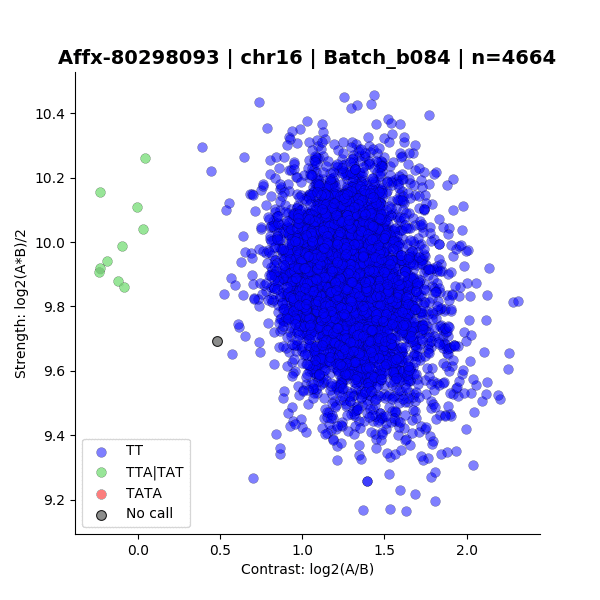 Affx-80298093 | chr16 | Batch_b084 | n=4664
10.4
10.2
10.0
9.8
9.6
9.4
9.2
Strength: log2(A*B)/2
TT
TTA|TAT
TATA
No call
0.0
0.5
1.0
1.5
2.0
Contrast: log2(A/B)